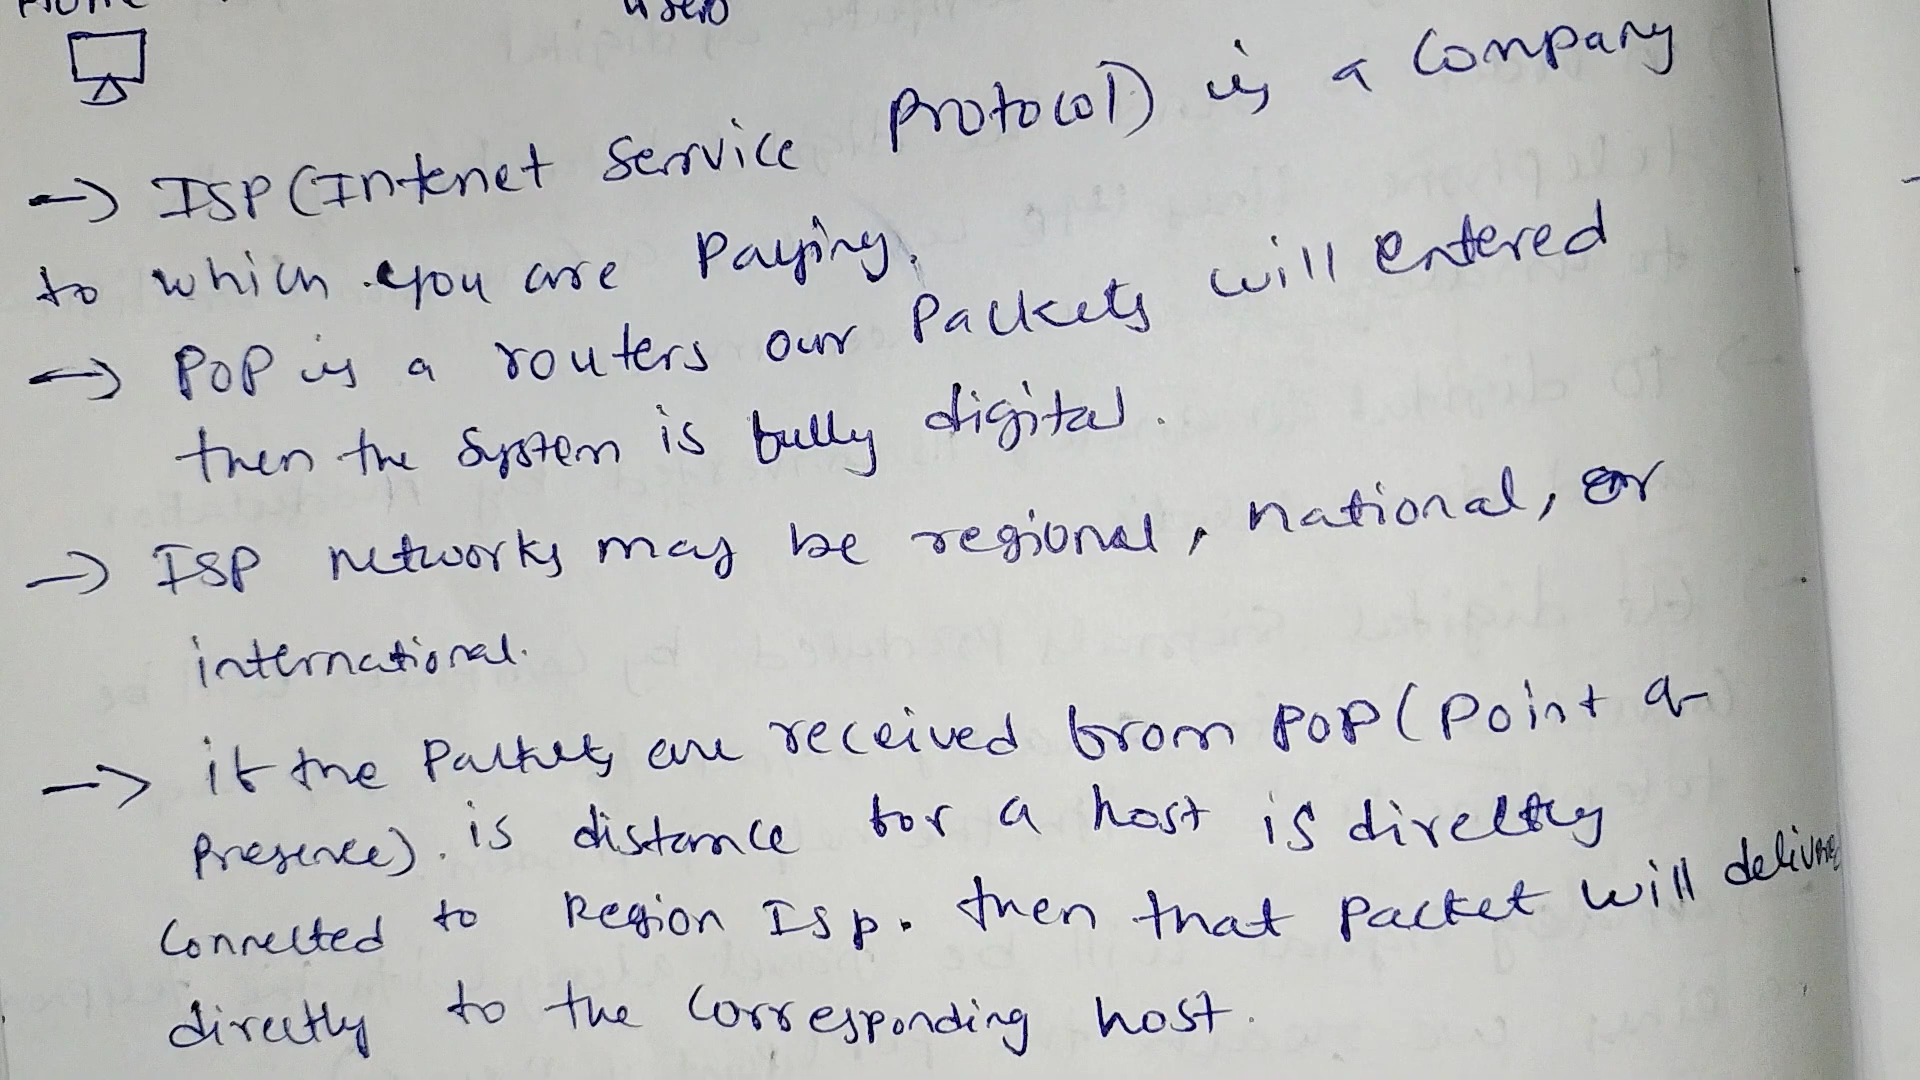 Home users
→ ISP (Intenet Service Protocol) is a Company
to which you are Paying.
→ POP is a routers our Packets will entered
then the System is fully digital.
→ ISP networks may be regional, national, or
international.
→ if the Packets are received from POP (Point a
Presence). is distance for a host is directly
Connected to Region Isp. then that Packet will deliver
directly to the Corresponding host.